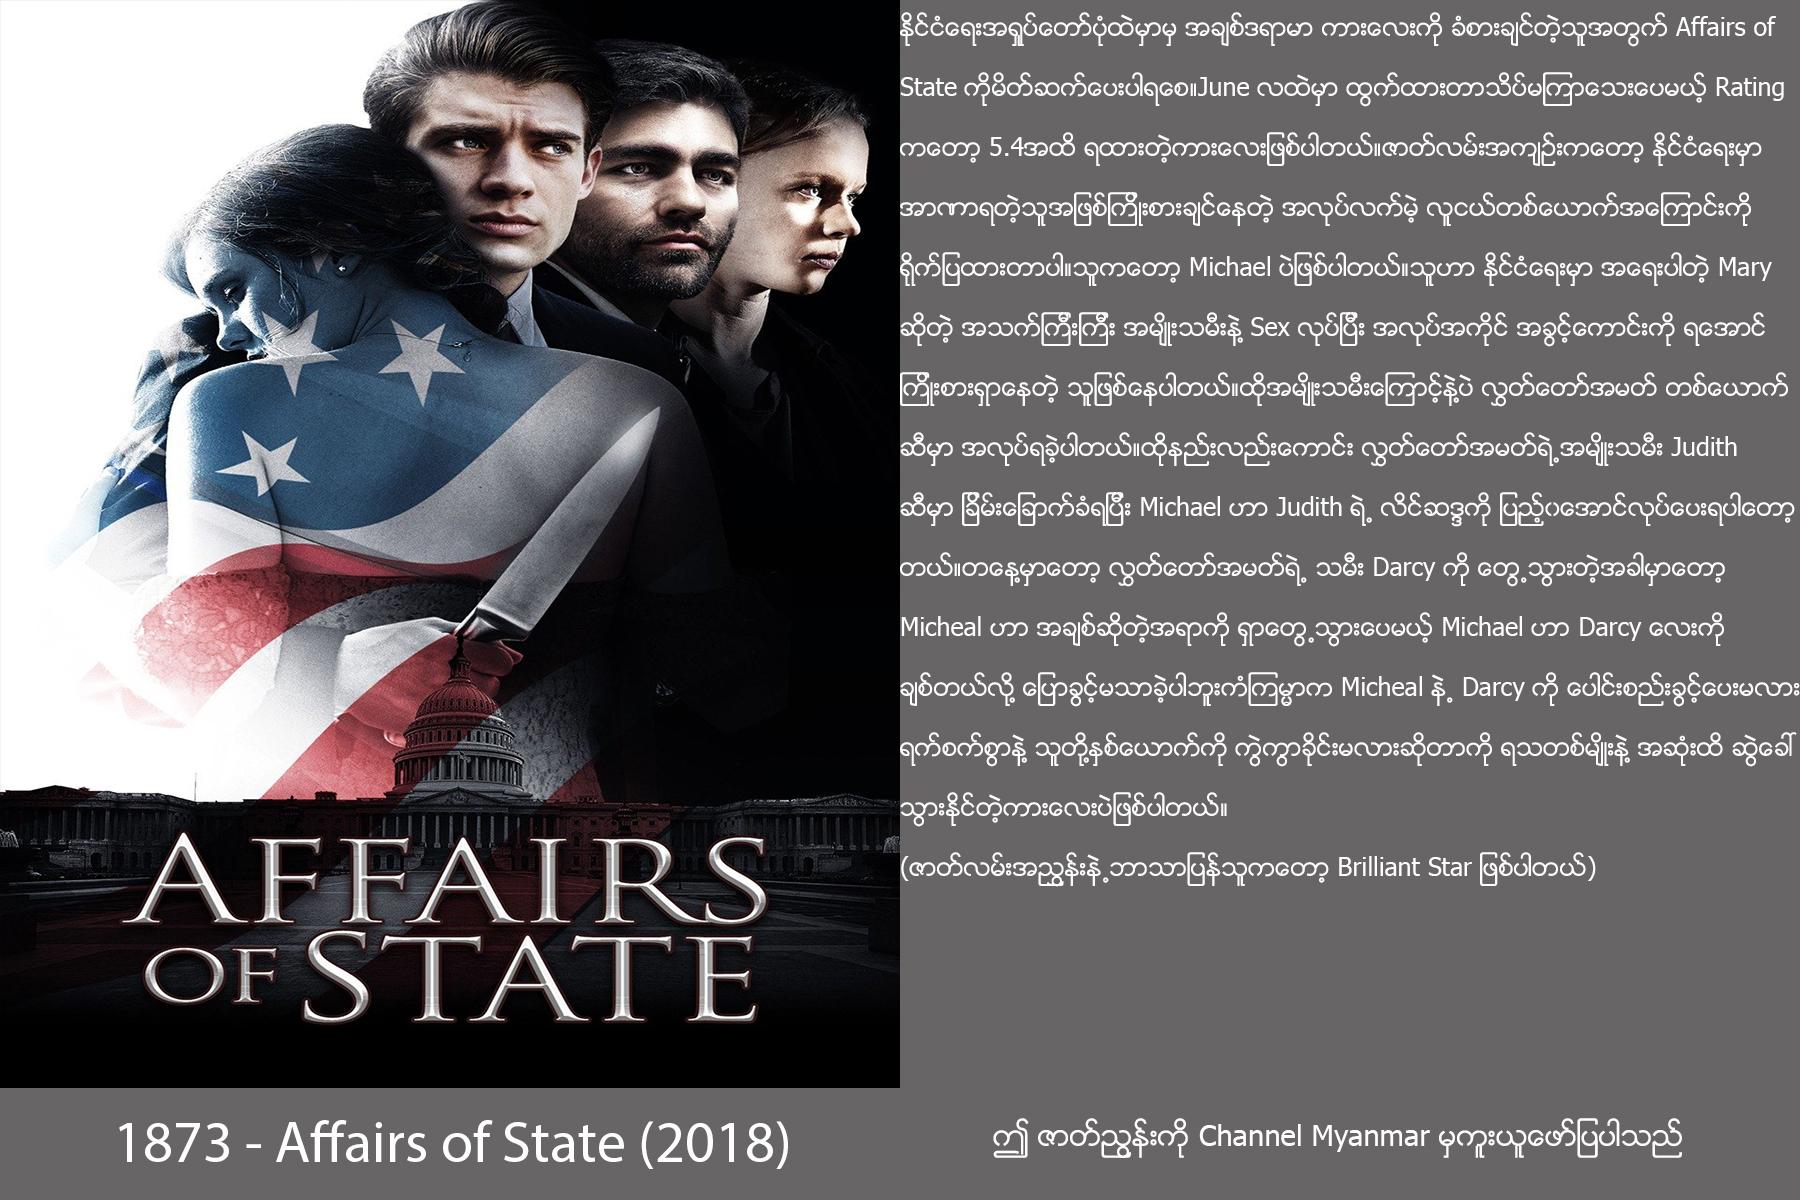 AFFAIRS
OF STATE
1873 - Affairs of State (2018)
နိုင်ငံရေးအရှုပ်တော်ပုံထဲမှာမှ အချစ်ဒရာမာ ကားလေးကို ခံစားချင်တဲ့သူအတွက် Affairs of
State ကိုမိတ်ဆက်ပေးပါရစေ။June လထဲမှာ ထွက်ထားတာသိပ်မကြာသေးပေမယ့် Rating
ကတော့ 5.4အထိ ရထားတဲ့ကားလေးဖြစ်ပါတယ်။ဇာတ်လမ်းအကျဉ်းကတော့ နိုင်ငံရေးမှာ
အာဏာရတဲ့သူအဖြစ်ကြိုးစားချင်နေတဲ့ အလုပ်လက်မဲ့ လူငယ်တစ်ယောက်အကြောင်းကို
ရိုက်ပြထားတာပါ။သူကတော့ Michael ပဲဖြစ်ပါတယ်။သူဟာ နိုင်ငံရေးမှာ အရေးပါတဲ့ Mary
ဆိုတဲ့ အသက်ကြီးကြီး အမျိုးသမီးနဲ့ Sex လုပ်ပြီး အလုပ်အကိုင် အခွင့်ကောင်းကို ရအောင်
ကြိုးစားရှာနေတဲ့ သူဖြစ်နေပါတယ်။ထိုအမျိုးသမီးကြောင့်နဲ့ပဲ လွှတ်တော်အမတ် တစ်ယောက်
ဆီမှာ အလုပ်ရခဲ့ပါတယ်။ထိုနည်းလည်းကောင်း လွှတ်တော်အမတ်ရဲ့အမျိုးသမီး Judith
ဆီမှာ ခြိမ်းခြောက်ခံရပြီး Michael ဟာ Judith ရဲ့ လိင်ဆန္ဒကို ပြည့်၀အောင်လုပ်ပေးရပါတော့
တယ်။တနေ့မှာတော့ လွှတ်တော်အမတ်ရဲ့ သမီး Darcy ကို တွေ့သွားတဲ့အခါမှာတော့
Micheal ဟာ အချစ်ဆိုတဲ့အရာကို ရှာတွေ့သွားပေမယ့် Michael ဟာ Darcy လေးကို
ချစ်တယ်လို့ ပြောခွင့်မသာခဲ့ပါဘူးကံကြမ္မာက Micheal နဲ့ Darcy ကို ပေါင်းစည်းခွင့်ပေးမလား
ရက်စက်စွာနဲ့ သူတို့နှစ်ယောက်ကို ကွဲကွာခိုင်းမလားဆိုတာကို ရသတစ်မျိုးနဲ့ အဆုံးထိ ဆွဲခေါ်
သွားနိုင်တဲ့ကားလေးပဲဖြစ်ပါတယ်။
(ဇာတ်လမ်းအညွှန်းနဲ့ဘာသာပြန်သူကတော့ Brilliant Star ဖြစ်ပါတယ်)
ဤ ဇာတ်ညွှန်းကို Channel Myanmar မှကူးယူဖော်ပြပါသည်